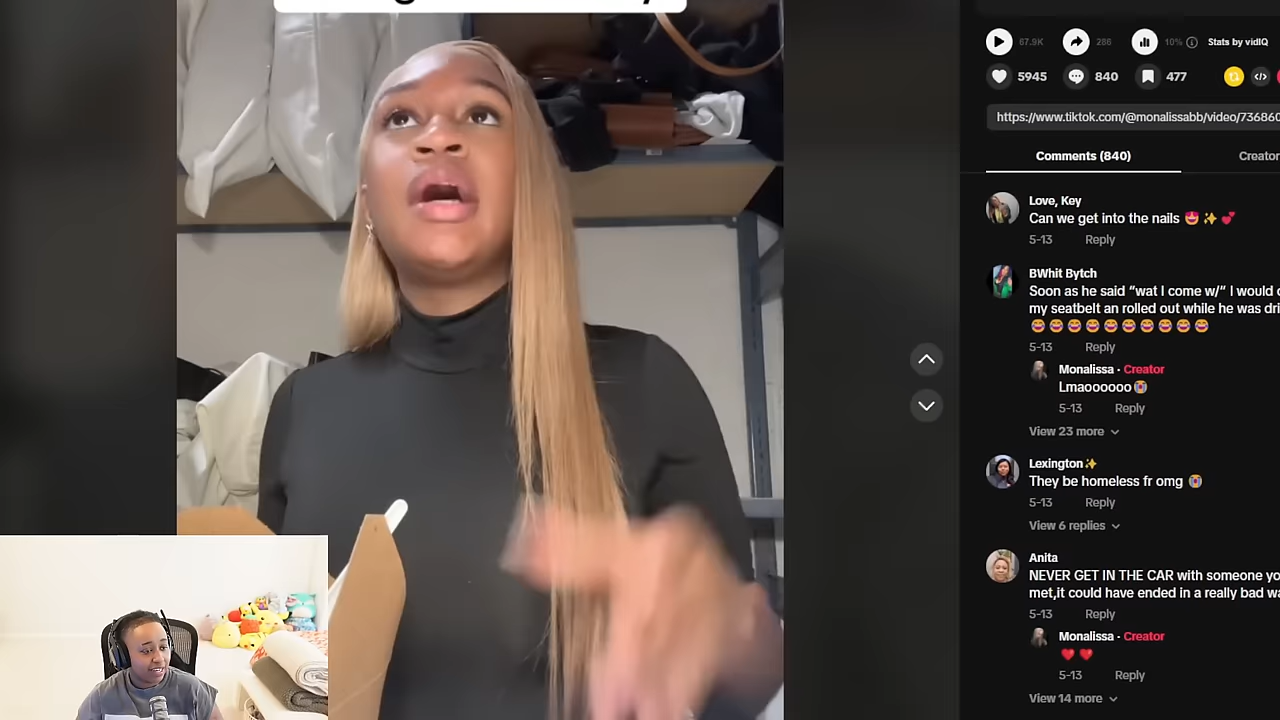 67.9K
286
10%
Stats by vidIQ
5945
840
477
https://www.tiktok.com/@monalissabb/video/73686
Comments (840)
Creator
Love, Key
Can we get into the nails 😍 ✨ 💕
5-13 Reply
BWhit Bytch
Soon as he said “wat I come w/” I would
my seatbelt an rolled out while he was
😂😂😂😂😂😂😂😂😂😂
5-13 Reply
Monalissa · Creator
Lmaoooooo😭
5-13 Reply
View 23 more
Lexington✨
They be homeless fr omg 😭
5-13 Reply
View 6 replies
Anita
NEVER GET IN THE CAR with someone
met,it could have ended in a really bad
5-13 Reply
Monalissa · Creator
❤️ ❤️
5-13 Reply
View 14 more